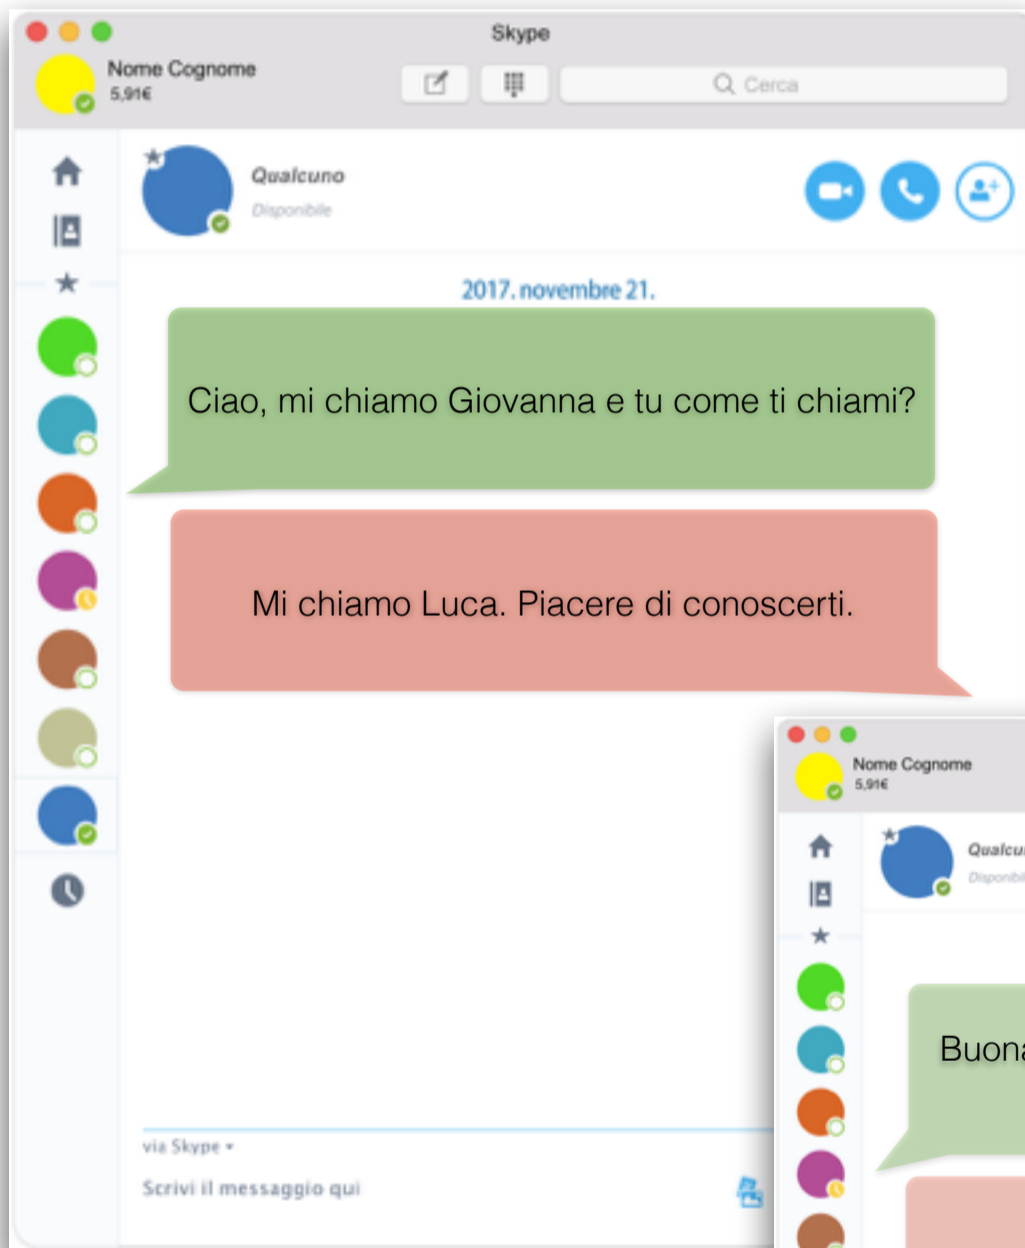 Skype
Nome Cognome
5,91€
Cerca
Qualcuno
Disponibile
2017. novembre 21.
Ciao, mi chiamo Giovanna e tu come ti chiami?
Mi chiamo Luca. Piacere di conoscerti.
via Skype
Scrivi il messaggio qui
Nome Cognome
5,91€